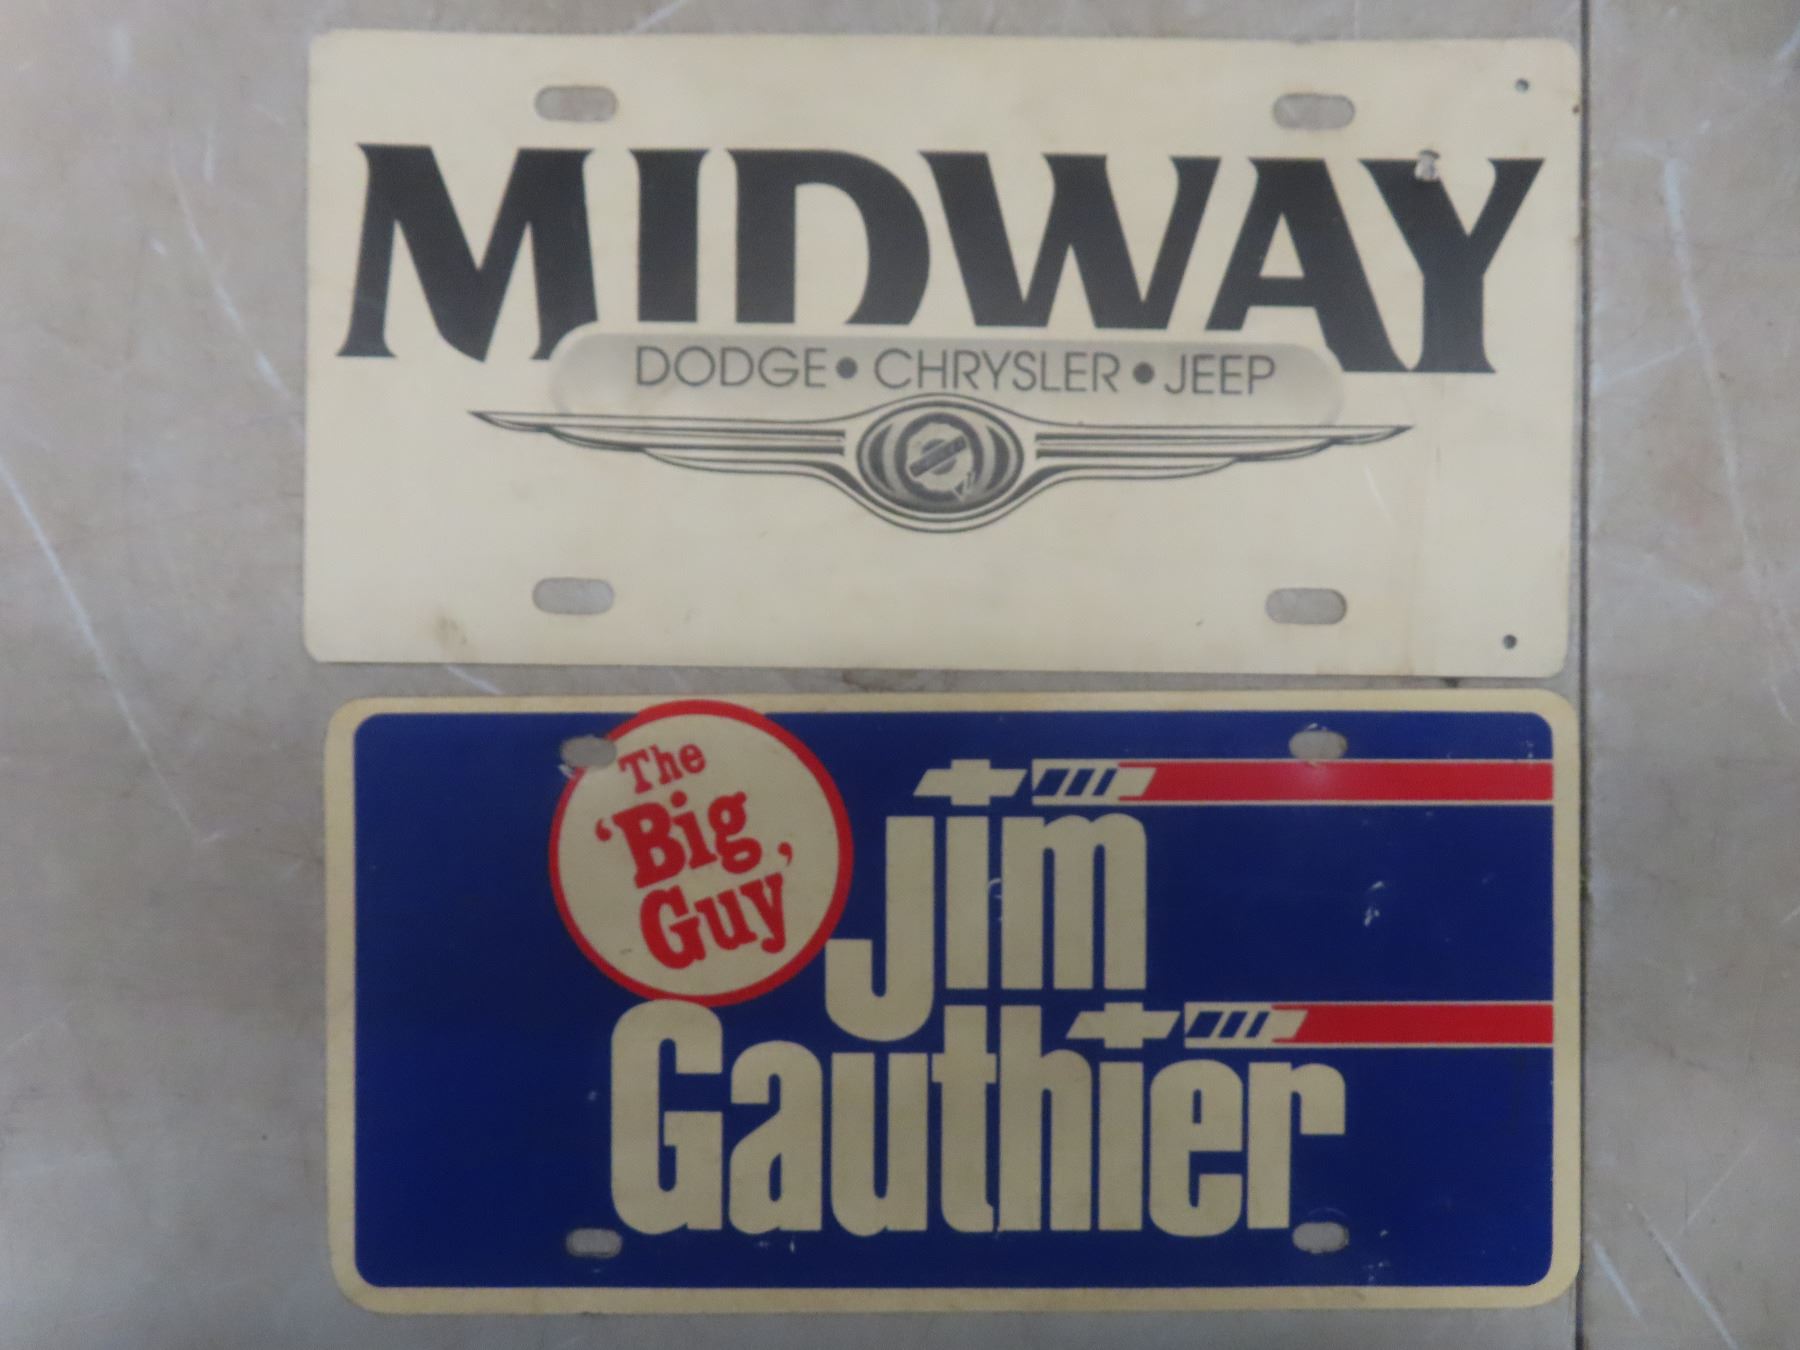 MIDWAY
DODGE • CHRYSLER • JEEP
The
'Big
Guy'
Jim
Gauthier